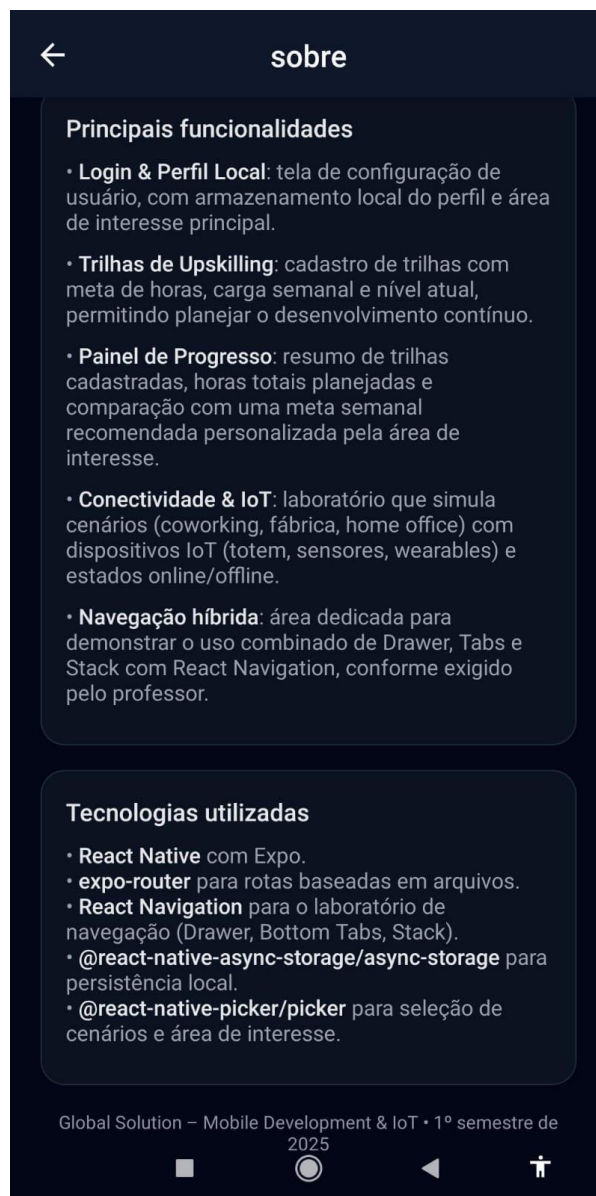 sobre
Principais funcionalidades
• Login & Perfil Local: tela de configuração de
usuário, com armazenamento local do perfil e área
de interesse principal.
• Trilhas de Upskilling: cadastro de trilhas com
meta de horas, carga semanal e nível atual,
permitindo planejar o desenvolvimento contínuo.
• Painel de Progresso: resumo de trilhas
cadastradas, horas totais planejadas e
comparação com uma meta semanal
recomendada personalizada pela área de
interesse.
• Conectividade & IoT: laboratório que simula
cenários (coworking, fábrica, home office) com
dispositivos IoT (totem, sensores, wearables) e
estados online/offline.
• Navegação híbrida: área dedicada para
demonstrar o uso combinado de Drawer, Tabs e
Stack com React Navigation, conforme exigido
pelo professor.
Tecnologias utilizadas
• React Native com Expo.
• expo-router para rotas baseadas em arquivos.
• React Navigation para o laboratório de
navegação (Drawer, Bottom Tabs, Stack).
• @react-native-async-storage/async-storage para
persistência local.
• @react-native-picker/picker para seleção de
cenários e área de interesse.
Global Solution – Mobile Development & IoT • 1º semestre de
2025